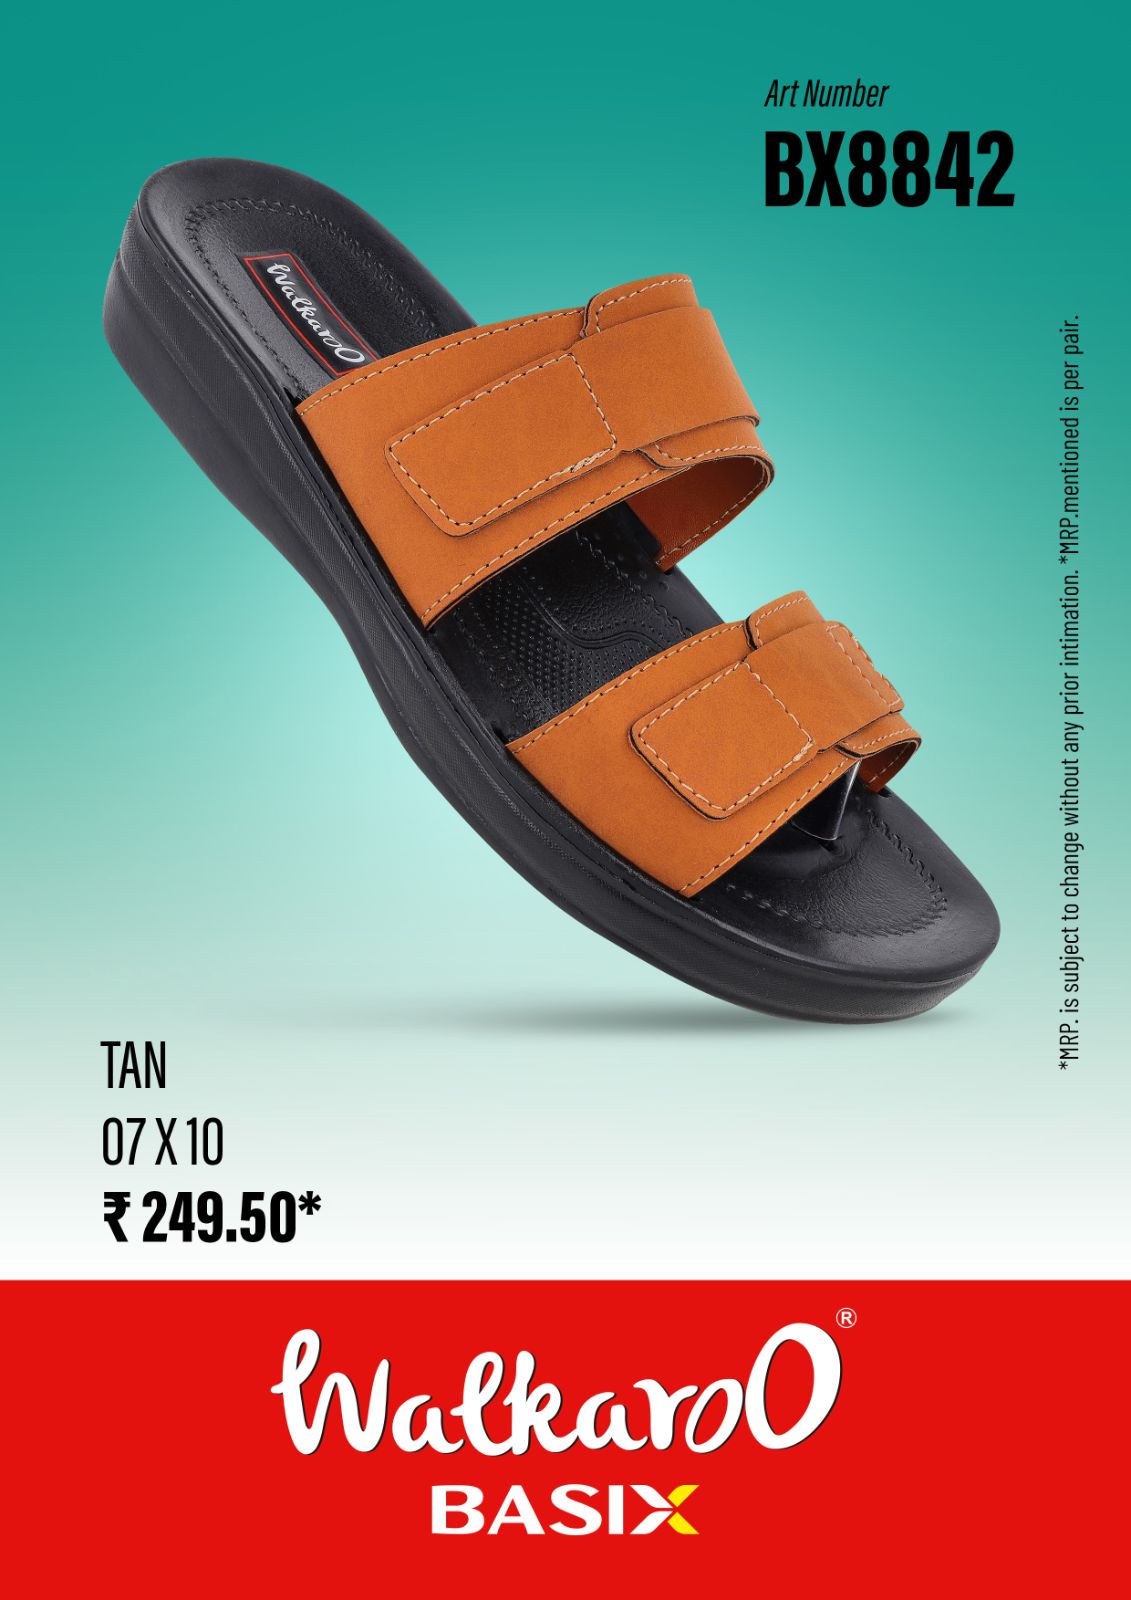 Art Number
BX8842
Walkaroo
*MRP. is subject to change without any prior intimation. *MRP.mentioned is per pair.
TAN
07 X 10
₹ 249.50*
Walkaroo®
BASIX